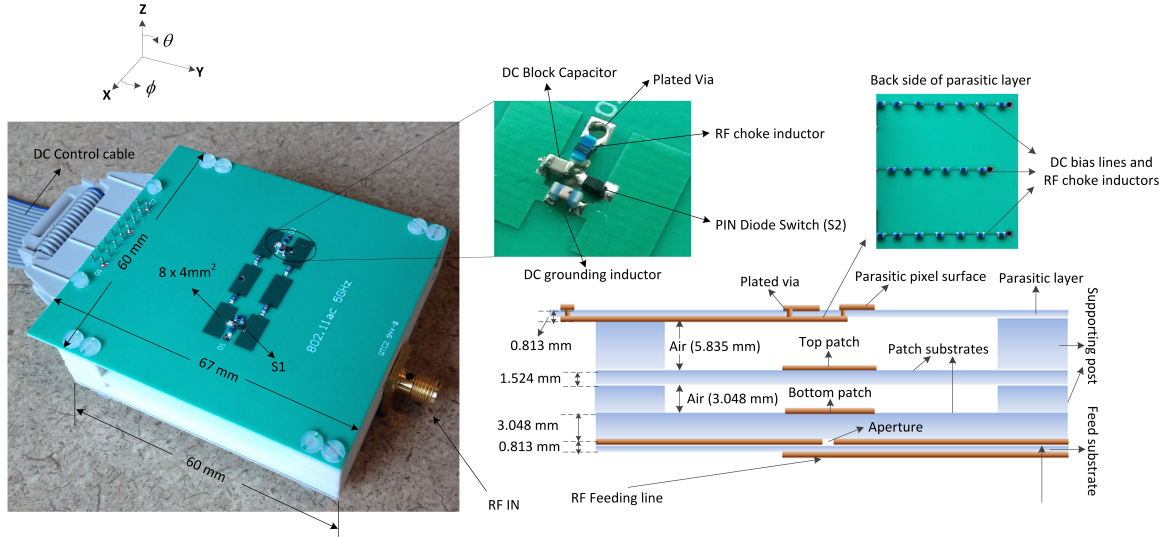 Z
θ
Y
X
ϕ
DC Control cable
60 mm
8 x 4mm²
802.11ac 5GHz
S1
67 mm
60 mm
RF IN
DC Block Capacitor
Plated Via
RF choke inductor
PIN Diode Switch (S2)
DC grounding inductor
Back side of parasitic layer
DC bias lines and
RF choke inductors
Plated via
Parasitic pixel surface
Parasitic layer
0.813 mm
Air (5.835 mm)
Top patch
Patch substrates
Supporting post
1.524 mm
Air (3.048 mm)
Bottom patch
3.048 mm
Aperture
0.813 mm
Feed substrate
RF Feeding line